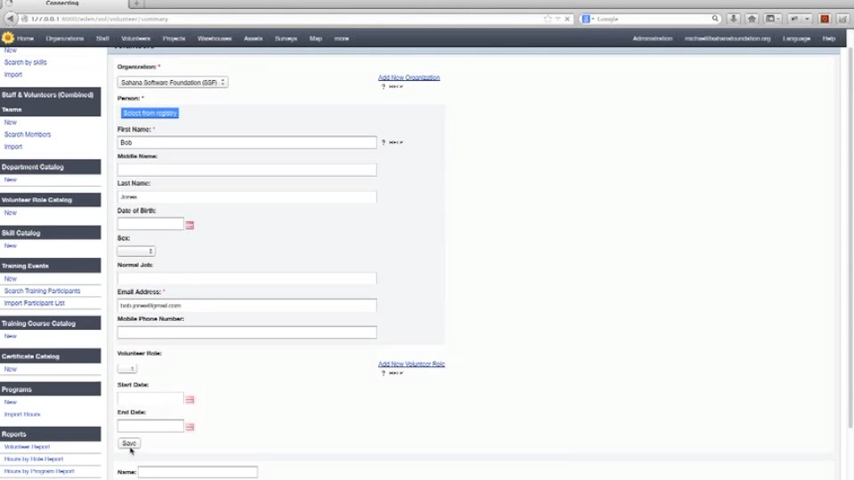 Connecting
127.0.0.1:8000/eden/vol/volunteer/summary
Google
Home Organizations Staff Volunteers Projects Warehouses Assets Surveys Map more Administration michael@sahanafoundation.org Language Help
New
Search by skills
Import
Staff & Volunteers (Combined)
Teams
New
Search Members
Import
Department Catalog
New
Volunteer Role Catalog
New
Skill Catalog
New
Training Events
New
Search Training Participants
Import Participant List
Training Course Catalog
New
Certificate Catalog
New
Programs
New
Import Hours
Reports
Volunteer Report
Hours by Role Report
Hours by Program Report
Volunteers
Organization: *
Sahana Software Foundation (SSF)
Add New Organization
? HELP
Person: *
Select from registry
First Name: *
Bob
? HELP
Middle Name:
Last Name:
Jones
Date of Birth:
Sex:
Normal Job:
Email Address: *
Mobile Phone Number:
Volunteer Role:
Add New Volunteer Role
? HELP
Start Date:
End Date:
Save
Name: